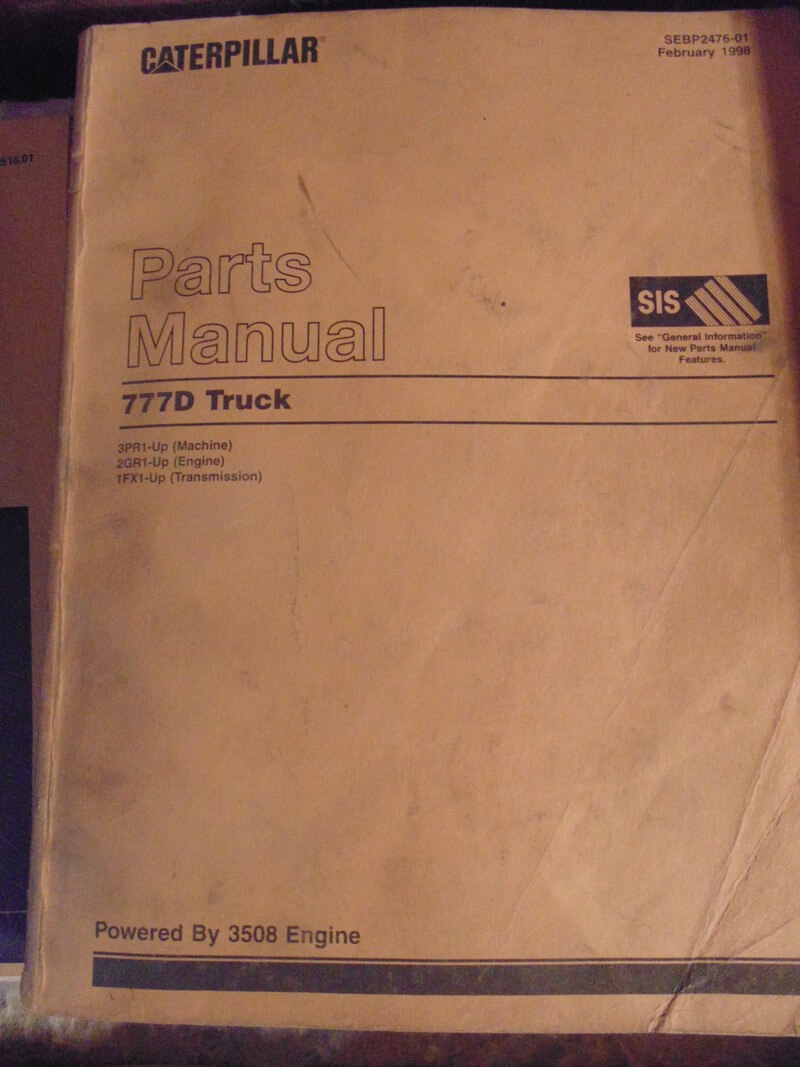 CATERPILLAR®
SEBP2476-01
February 1998
Parts
Manual
SIS
See "General Information"
for New Parts Manual
Features.
777D Truck
3PR1-Up (Machine)
2GR1-Up (Engine)
1FX1-Up (Transmission)
Powered By 3508 Engine